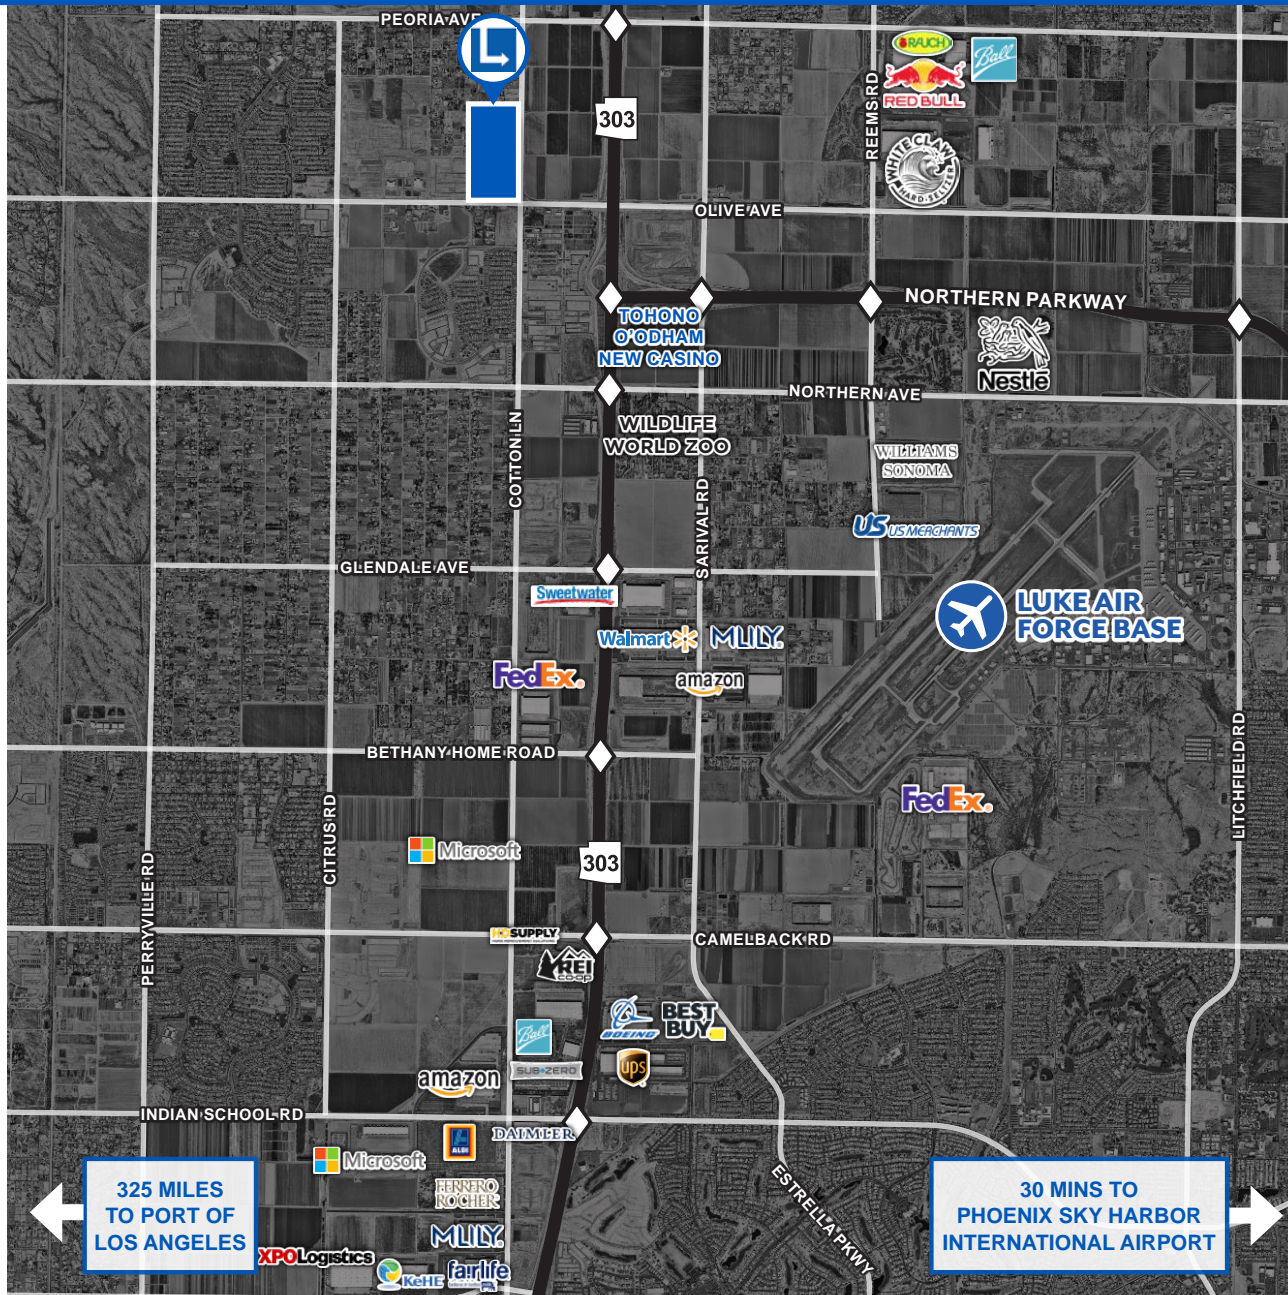 PEORIA AVE
RAUCH
RED BULL
Ball
303
REEMS RD
WHITE CLAW
HARD SELTZER
OLIVE AVE
NORTHERN PARKWAY
TOHONO
O'ODHAM
NEW CASINO
Nestlé
NORTHERN AVE
COTTON LN
WILDLIFE
WORLD ZOO
WILLIAMS
SONOMA
SARIVAL RD
US US MERCHANTS
GLENDALE AVE
Sweetwater
LUKE AIR
FORCE BASE
Walmart
MLILY.
FedEx.
amazon
BETHANY HOME ROAD
LITCHFIELD RD
FedEx.
CITRUS RD
Microsoft
303
PERRYVILLE RD
HD SUPPLY
CAMELBACK RD
REI
CO-OP
BOEING
BEST
BUY
Ball
SUB-ZERO
ups
amazon
INDIAN SCHOOL RD
DAIMLER
ALDI
Microsoft
FERRERO
ROCHER
ESTRELLA PKWY
325 MILES
TO PORT OF
LOS ANGELES
30 MINS TO
PHOENIX SKY HARBOR
INTERNATIONAL AIRPORT
MLILY.
XPOLogistics
KeHE
fairlife